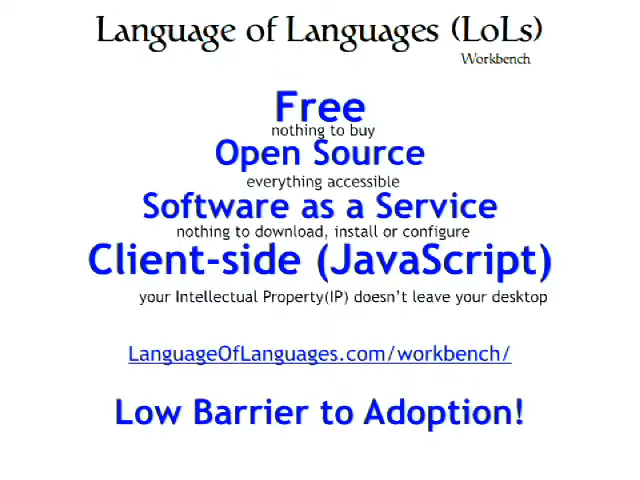 Language of Languages (LoLs)
Workbench
Free
nothing to buy
Open Source
everything accessible
Software as a Service
nothing to download, install or configure
Client-side (JavaScript)
your Intellectual Property(IP) doesn't leave your desktop
LanguageOfLanguages.com/workbench/
Low Barrier to Adoption!